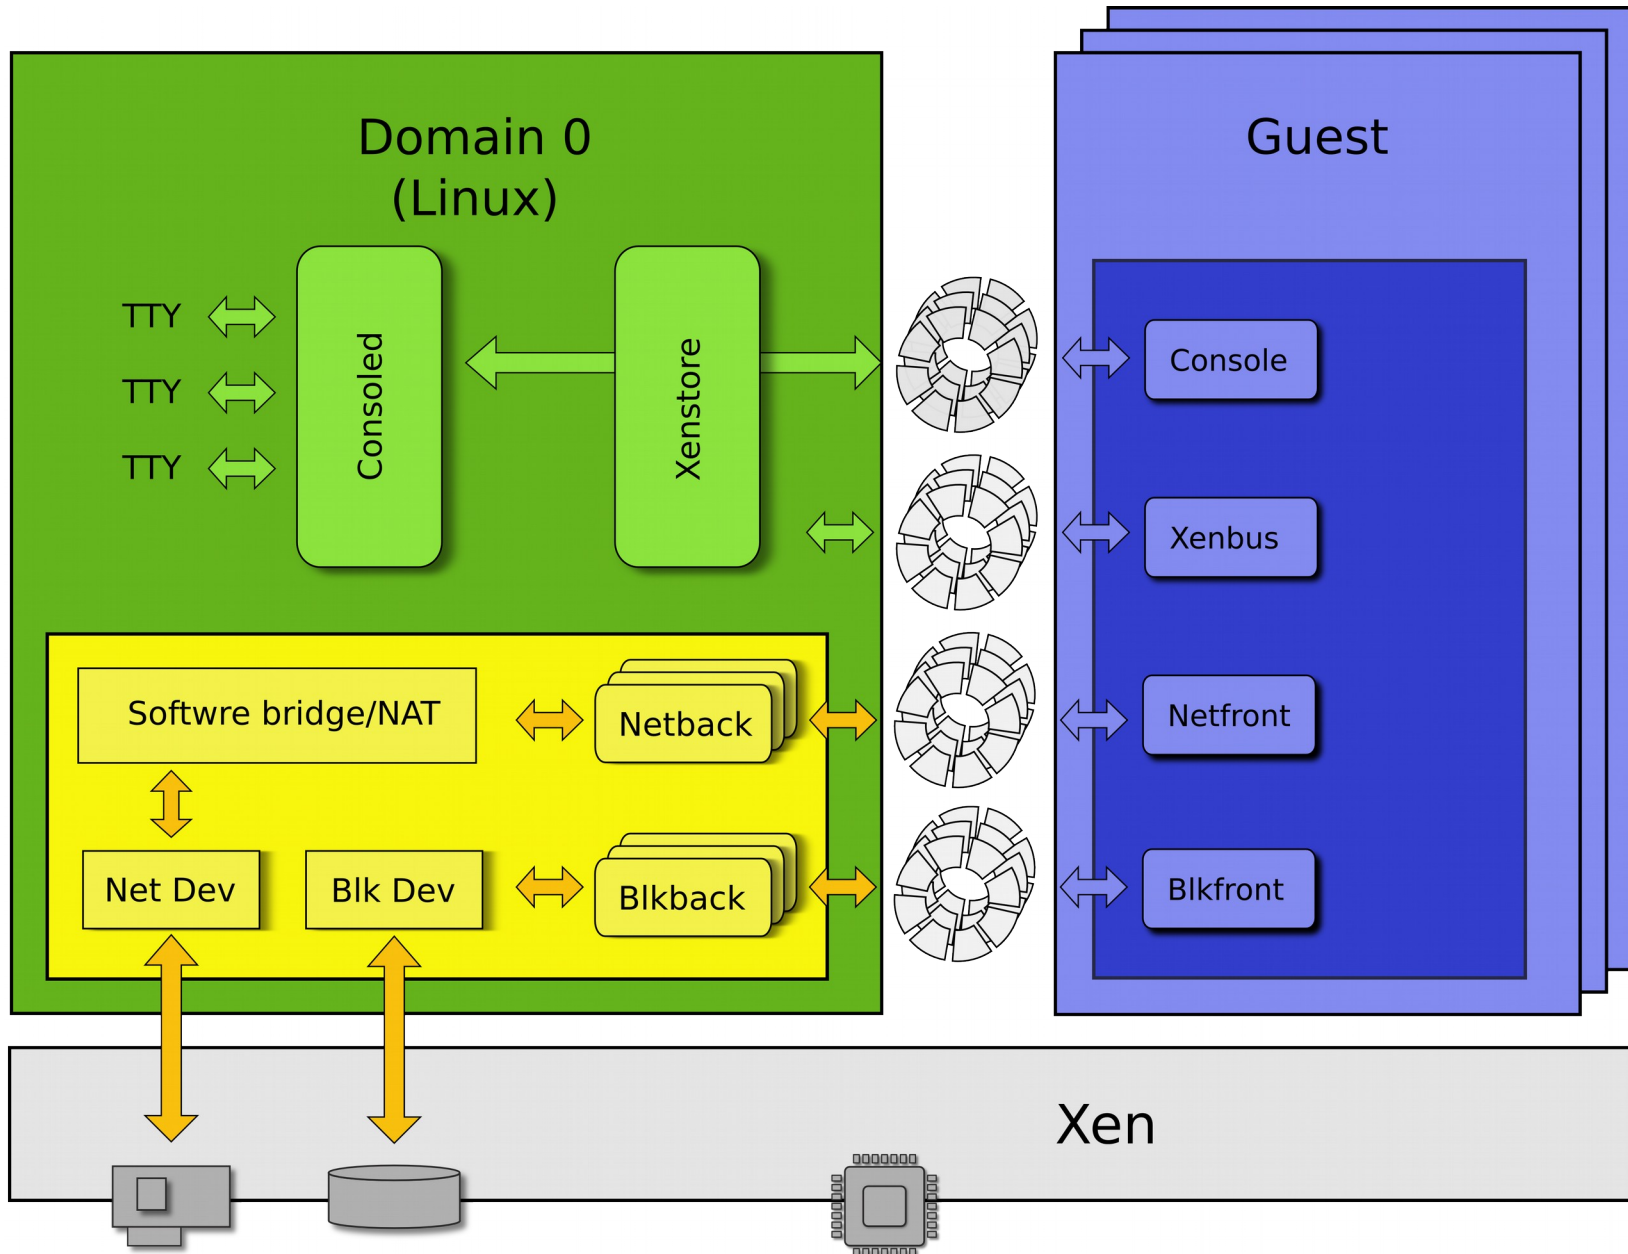 Domain 0
(Linux)
Guest
TTY
TTY
TTY
Consoled
Xenstore
Console
Xenbus
Softwre bridge/NAT
Netback
Netfront
Net Dev
Blk Dev
Blkback
Blkfront
Xen